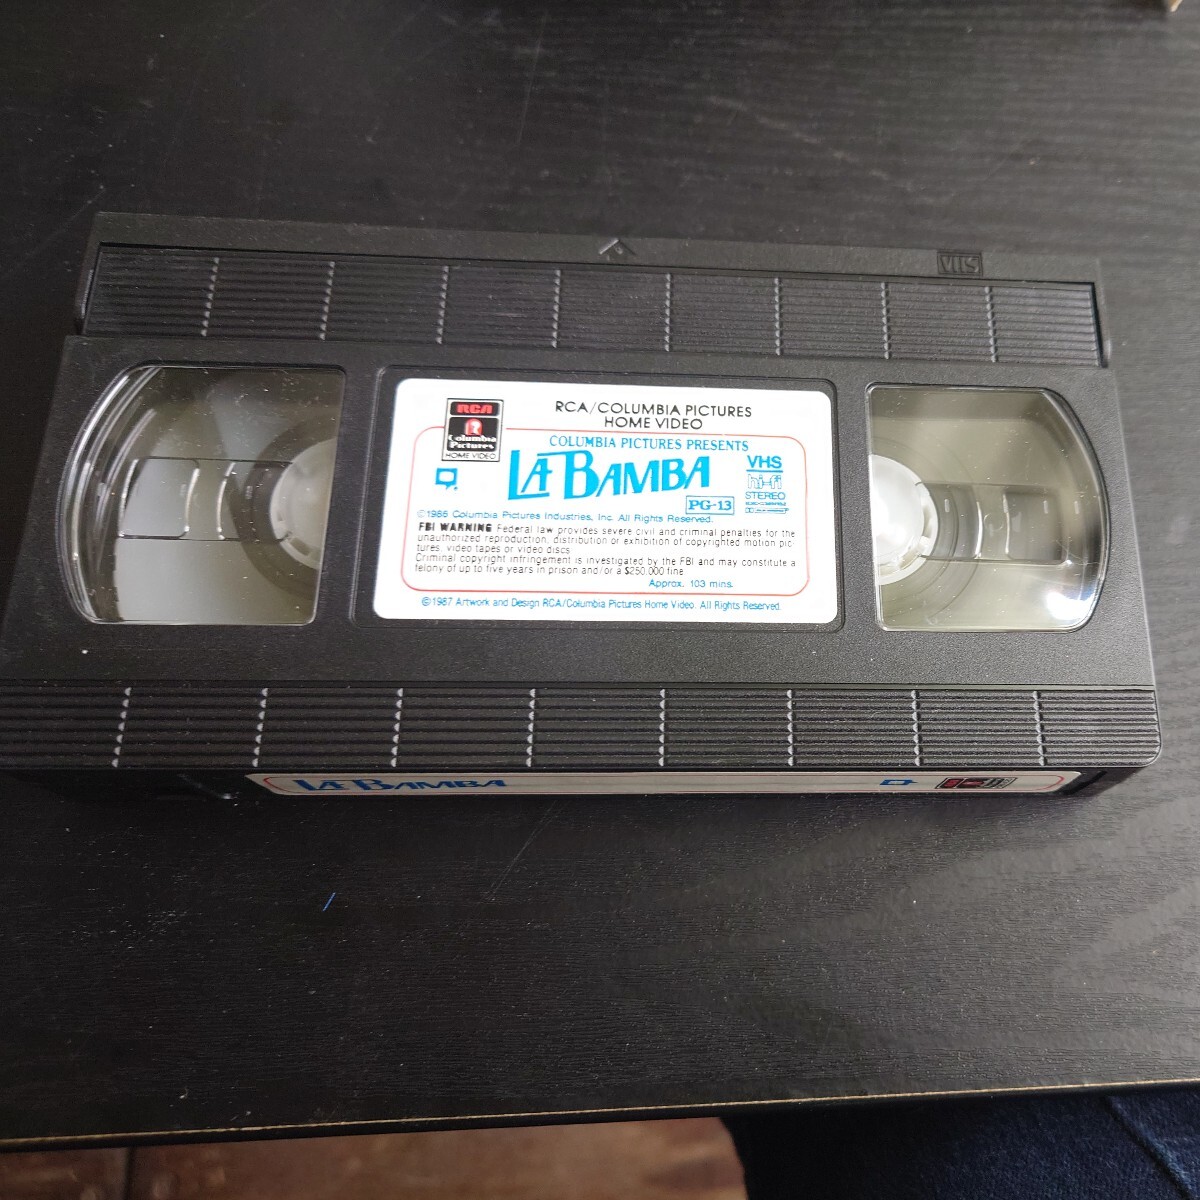 VHS
RCA
Columbia
Pictures
HOME VIDEO
RCA/COLUMBIA PICTURES
HOME VIDEO
COLUMBIA PICTURES PRESENTS
LA BAMBA
VHS
hi-fi
STEREO
PG-13
©1986 Columbia Pictures Industries, Inc. All Rights Reserved.
FBI WARNING Federal law provides severe civil and criminal penalties for the
unauthorized reproduction, distribution or exhibition of copyrighted motion pic-
tures, video tapes or video discs.
Criminal copyright infringement is investigated by the FBI and may constitute a
felony of up to five years in prison and/or a $250,000 fine.
Approx. 103 mins.
©1987 Artwork and Design RCA/Columbia Pictures Home Video. All Rights Reserved.
LA BAMBA